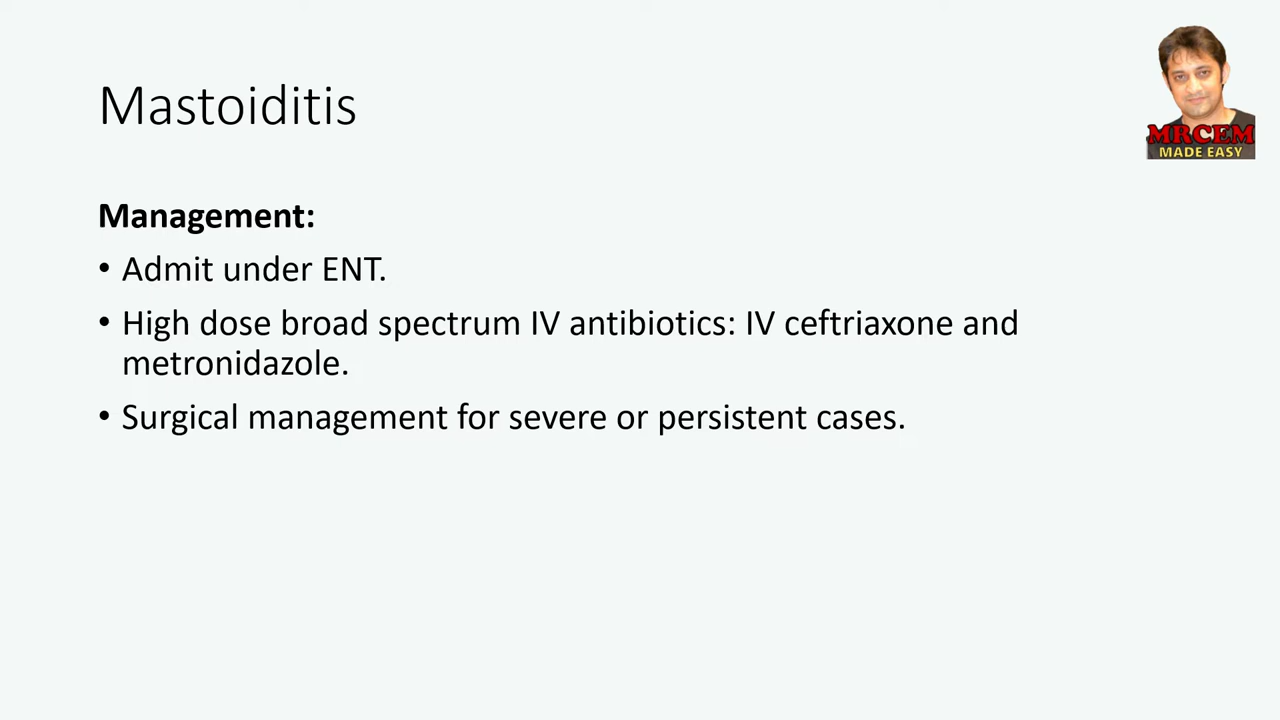 Mastoiditis
MRCEM
MADE EASY
Management:
• Admit under ENT.
• High dose broad spectrum IV antibiotics: IV ceftriaxone and
metronidazole.
• Surgical management for severe or persistent cases.